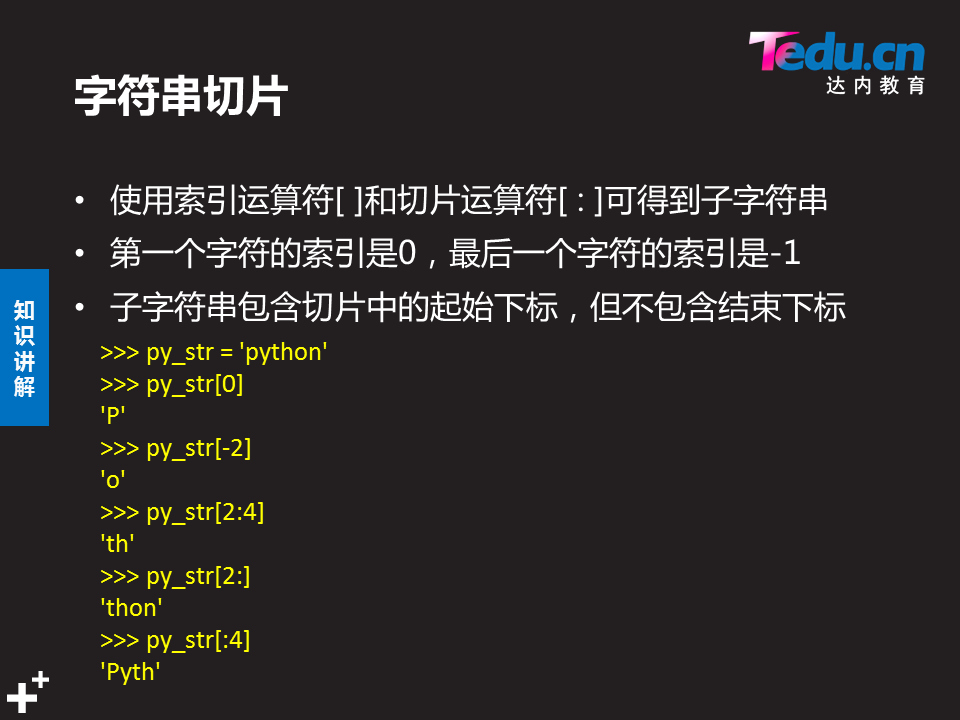 Tedu.cn
达内教育
字符串切片
• 使用索引运算符[ ]和切片运算符[ : ]可得到子字符串
• 第一个字符的索引是0，最后一个字符的索引是-1
• 子字符串包含切片中的起始下标，但不包含结束下标
知识讲解
>>> py_str = 'python'
>>> py_str[0]
'P'
>>> py_str[-2]
'o'
>>> py_str[2:4]
'th'
>>> py_str[2:]
'thon'
>>> py_str[:4]
'Pyth'